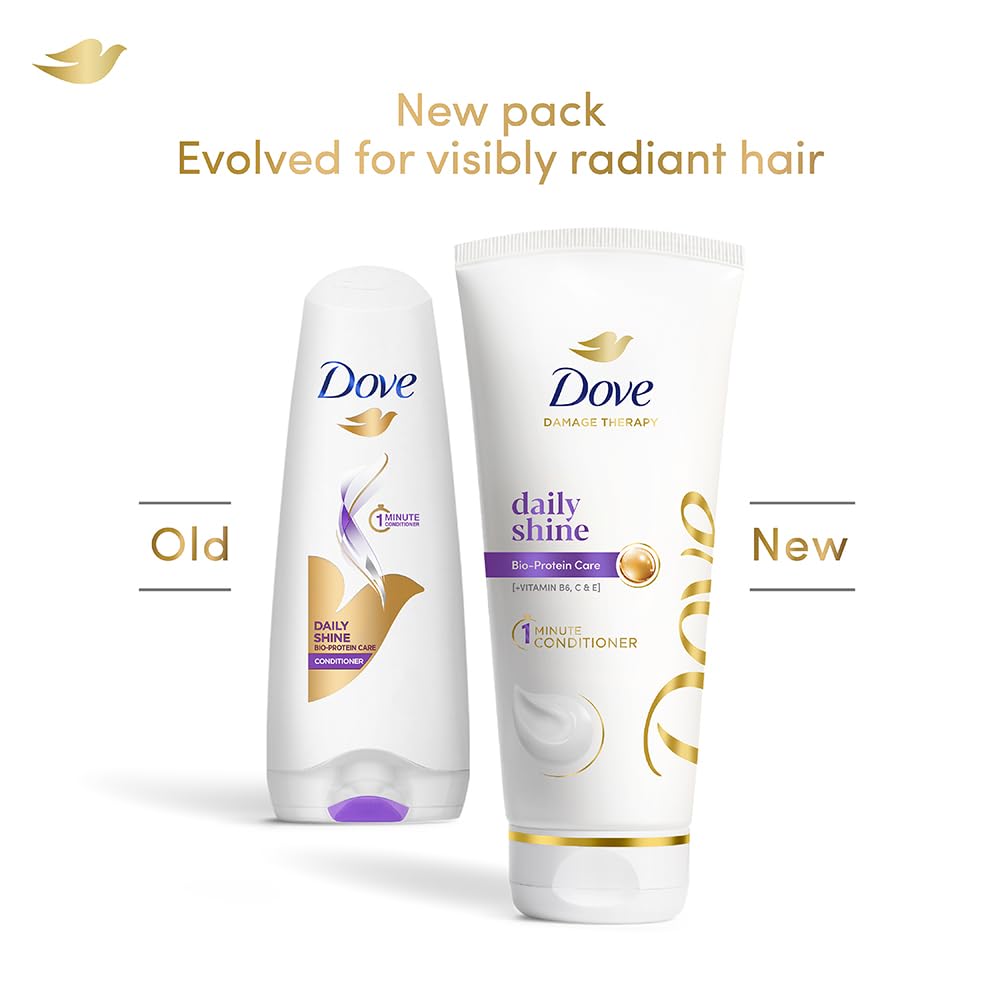 New pack
Evolved for visibly radiant hair
Old
Dove
1 MINUTE
CONDITIONER
DAILY
SHINE
BIO-PROTEIN CARE
CONDITIONER
Dove
DAMAGE THERAPY
daily
shine
Bio-Protein Care
[+VITAMIN B6, C & E]
1 MINUTE
CONDITIONER
Dove
New